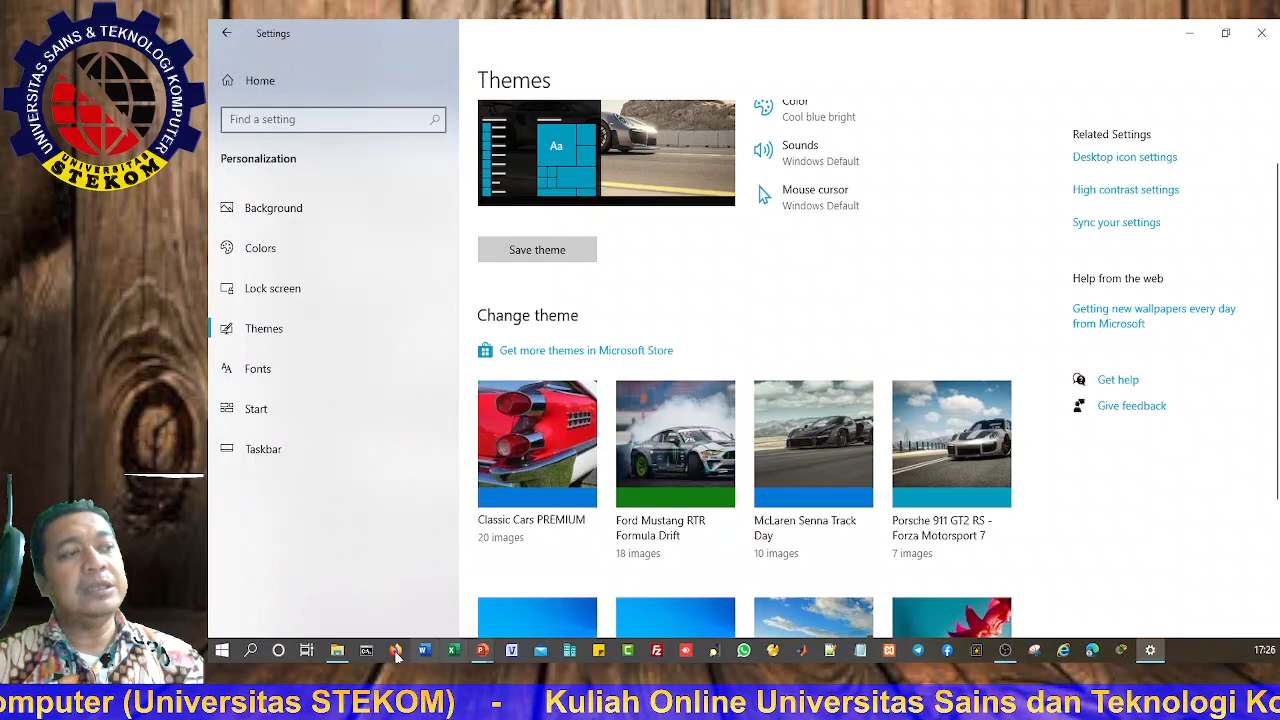 UNIVERSITAS SAINS & TEKNOLOGI KOMPUTER
UNIVERSITAS
STEKOM
Settings
Home
Find a setting
Personalization
Background
Colors
Lock screen
Themes
Fonts
Start
Taskbar
Themes
Aa
Color
Cool blue bright
Sounds
Windows Default
Mouse cursor
Windows Default
Save theme
Change theme
Get more themes in Microsoft Store
Classic Cars PREMIUM
20 images
Ford Mustang RTR
Formula Drift
18 images
McLaren Senna Track
Day
10 images
Porsche 911 GT2 RS -
Forza Motorsport 7
7 images
Related Settings
Desktop icon settings
High contrast settings
Sync your settings
Help from the web
Getting new wallpapers every day
from Microsoft
Get help
Give feedback
17:26
omputer (Universitas STEKOM) - Kuliah Online Universitas Sains dan Teknologi Ko